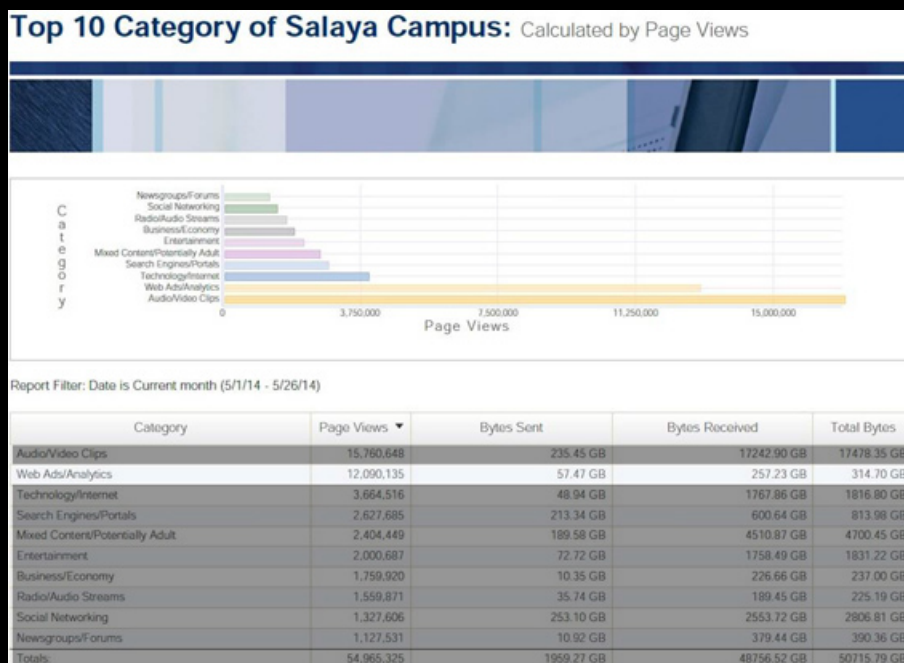 Top 10 Category of Salaya Campus: Calculated by Page Views
Category
Newsgroups/Forums
Social Networking
Radio/Audio Streams
Business/Economy
Entertainment
Mixed Content/Potentially Adult
Search Engines/Portals
Technology/Internet
Web Ads/Analytics
Audio/Video Clips
0 3,750,000 7,500,000 11,250,000 15,000,000
Page Views
Report Filter: Date is Current month (5/1/14 - 5/26/14)
Category Page Views ▼ Bytes Sent Bytes Received Total Bytes
Audio/Video Clips 15,760,648 235.45 GB 17242.90 GB 17478.35 GB
Web Ads/Analytics 12,090,135 57.47 GB 257.23 GB 314.70 GB
Technology/Internet 3,664,516 48.94 GB 1767.86 GB 1816.80 GB
Search Engines/Portals 2,627,685 213.34 GB 600.64 GB 813.98 GB
Mixed Content/Potentially Adult 2,404,449 189.58 GB 4510.87 GB 4700.45 GB
Entertainment 2,000,687 72.72 GB 1758.49 GB 1831.22 GB
Business/Economy 1,759,920 10.35 GB 226.66 GB 237.00 GB
Radio/Audio Streams 1,559,871 35.74 GB 189.45 GB 225.19 GB
Social Networking 1,327,606 253.10 GB 2553.72 GB 2806.81 GB
Newsgroups/Forums 1,127,531 10.92 GB 379.44 GB 390.36 GB
Totals: 54,965,325 1959.27 GB 48756.52 GB 50715.79 GB